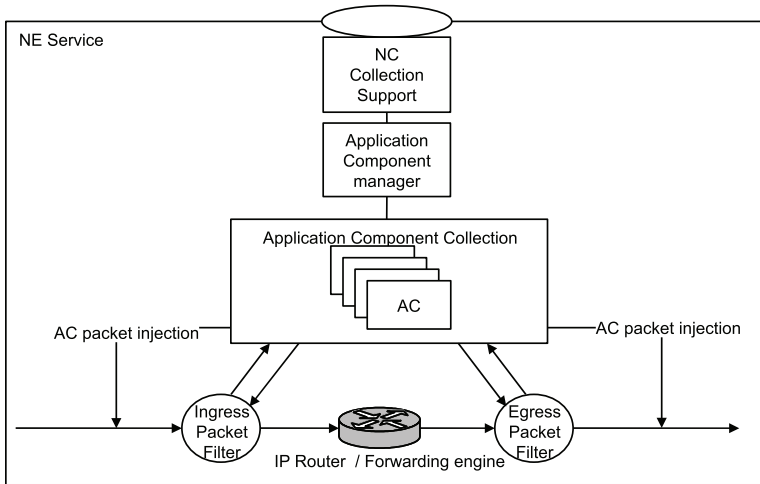 NE Service
NC
Collection
Support
Application
Component
manager
Application Component Collection
AC
AC packet injection
AC packet injection
Ingress
Packet
Filter
Egress
Packet
Filter
IP Router / Forwarding engine